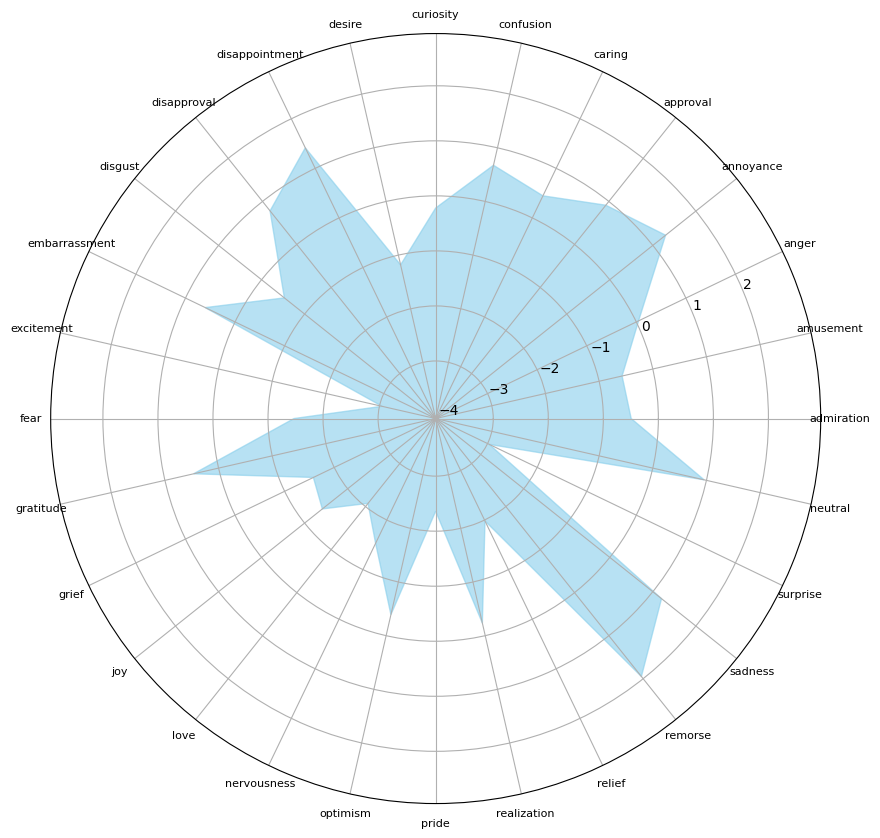 curiosity
desire
confusion
disappointment
caring
disapproval
approval
disgust
annoyance
embarrassment
anger
2
1
excitement
0
amusement
−1
−2
−3
−4
fear
admiration
gratitude
neutral
grief
surprise
joy
sadness
love
remorse
nervousness
relief
optimism
realization
pride